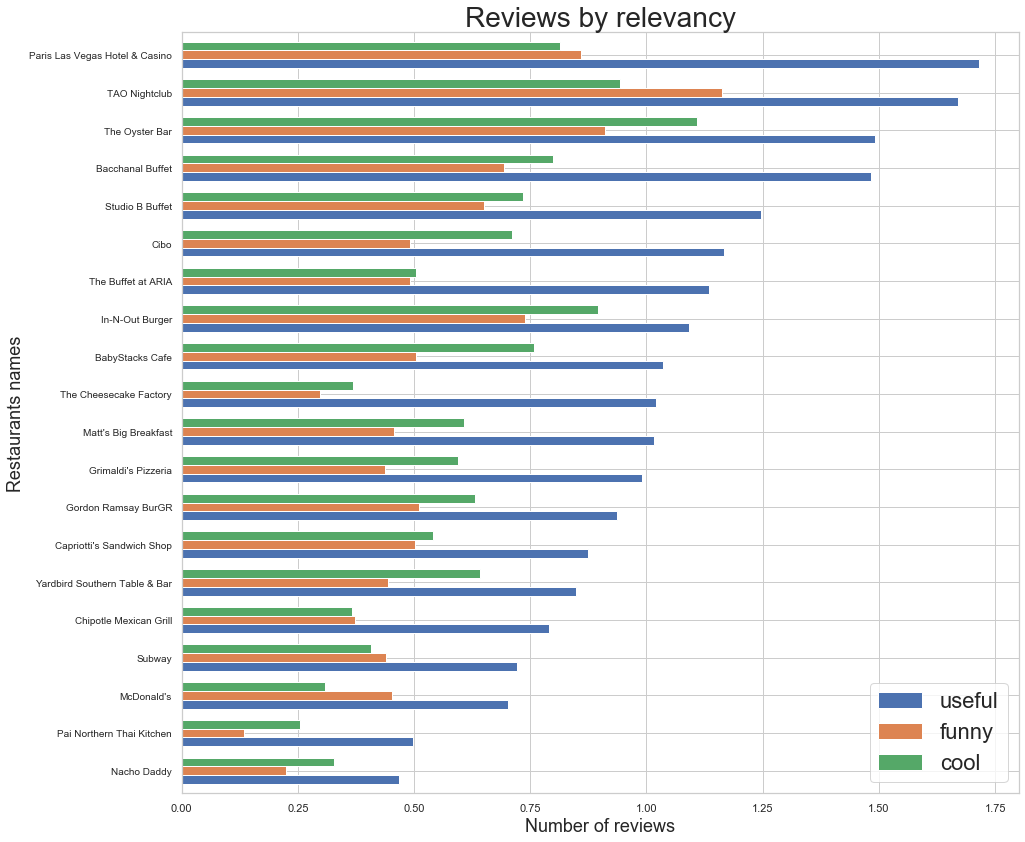 Reviews by relevancy
Restaurants names
Paris Las Vegas Hotel & Casino
TAO Nightclub
The Oyster Bar
Bacchanal Buffet
Studio B Buffet
Cibo
The Buffet at ARIA
In-N-Out Burger
BabyStacks Cafe
The Cheesecake Factory
Matt's Big Breakfast
Grimaldi's Pizzeria
Gordon Ramsay BurGR
Capriotti's Sandwich Shop
Yardbird Southern Table & Bar
Chipotle Mexican Grill
Subway
McDonald's
Pai Northern Thai Kitchen
Nacho Daddy
useful
funny
cool
0.00 0.25 0.50 0.75 1.00 1.25 1.50 1.75
Number of reviews